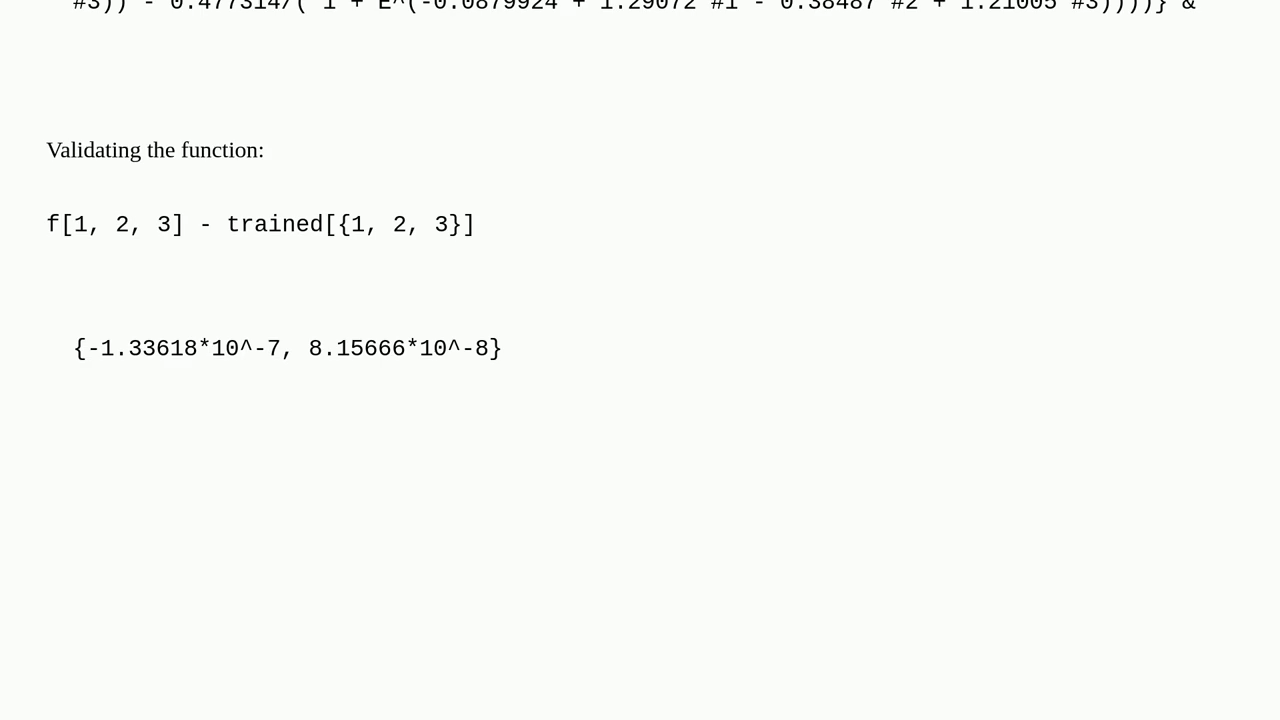 #3)) - 0.477314/( 1 + E^(-0.0879924 + 1.29072 #1 - 0.38487 #2 + 1.21005 #3))))} &
Validating the function:
f[1, 2, 3] - trained[{1, 2, 3}]
{-1.33618*10^-7, 8.15666*10^-8}